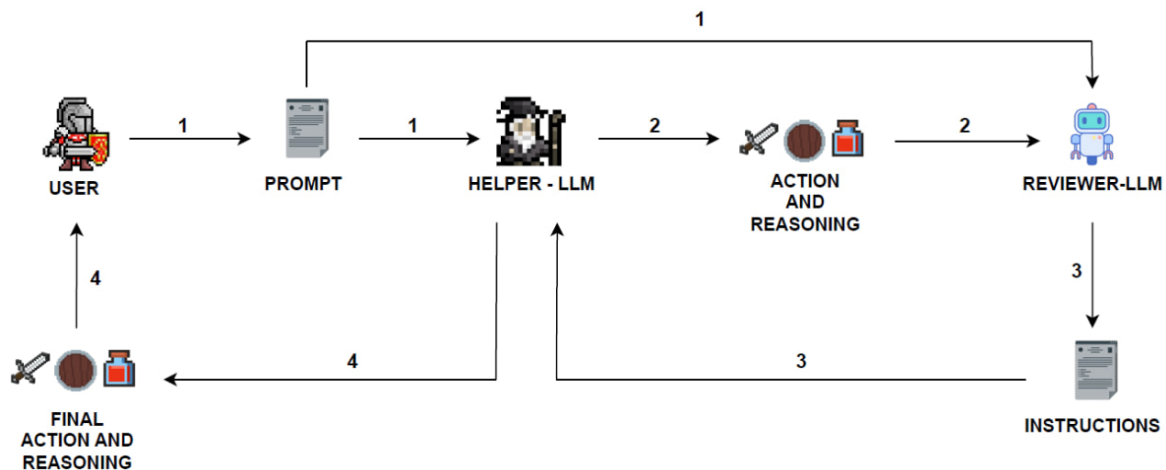 1
1
1
2
2
USER
PROMPT
HELPER - LLM
ACTION
AND
REASONING
REVIEWER-LLM
4
3
4
3
FINAL
ACTION AND
REASONING
INSTRUCTIONS